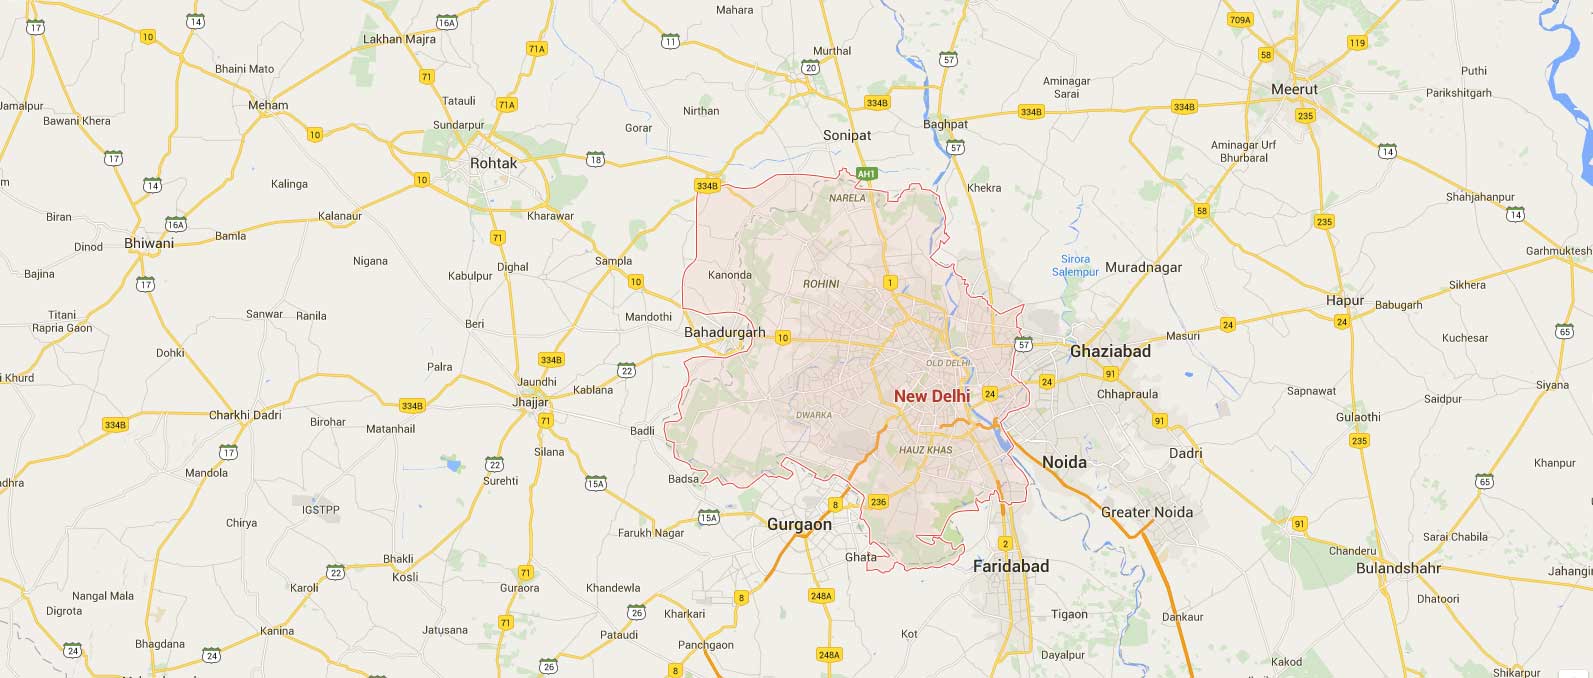 Mahara
17
14
16A
709A
10
Lakhan Majra
11
Murthal
119
71A
58
57
20
Bhaini Mato
71
Puthi
Aminagar
Sarai
Meerut
Parikshitgarh
Jamalpur
Meham
Tatauli
71A
334B
334B
334B
Nirthan
235
Bawani Khera
Sundarpur
Gorar
Sonipat
Baghpat
10
57
Aminagar Urf
Bhurbaral
14
17
Rohtak
18
AH1
14
Kalinga
10
334B
Khekra
NARELA
Shahjahanpur
Biran
Kalanaur
Kharawar
58
14
16A
235
Bamla
71
Dinod
Bhiwani
Garhmuktesh
Nigana
Dighal
Sampla
Sirora
Salempur
Muradnagar
Bajina
Kabulpur
Kanonda
17
10
ROHINI
1
Sikhera
Hapur
Babugarh
Titani
Rapria Gaon
Sanwar
Ranila
Beri
Mandothi
24
24
Bahadurgarh
10
Masuri
65
Kuchesar
57
Dohki
Ghaziabad
334B
OLD DELHI
Palra
22
91
i Khurd
Jaundhi
Kablana
24
Siyana
New Delhi
24
Chhapraula
Sapnawat
Saidpur
Jhajjar
334B
Charkhi Dadri
DWARKA
Gulaothi
334B
Birohar
71
91
Matanhail
Badli
235
17
Silana
HAUZ KHAS
Dadri
22
Noida
Khanpur
Mandola
Surehti
Badsa
65
15A
236
8
IGSTPP
Greater Noida
15A
Gurgaon
91
Chirya
Farukh Nagar
Sarai Chabila
2
Chanderu
Bhakli
Ghata
Faridabad
Bulandshahr
22
Kosli
71
Jahangir
Karoli
Guraora
Khandewla
Nangal Mala
8
248A
Dhatoori
Digrota
26
Kharkari
Tigaon
Dankaur
71
Kanina
Jatusana
Pataudi
Kot
Bhagdana
Panchgaon
24
24
248A
Dayalpur
26
Kakod
8
Shikarpur